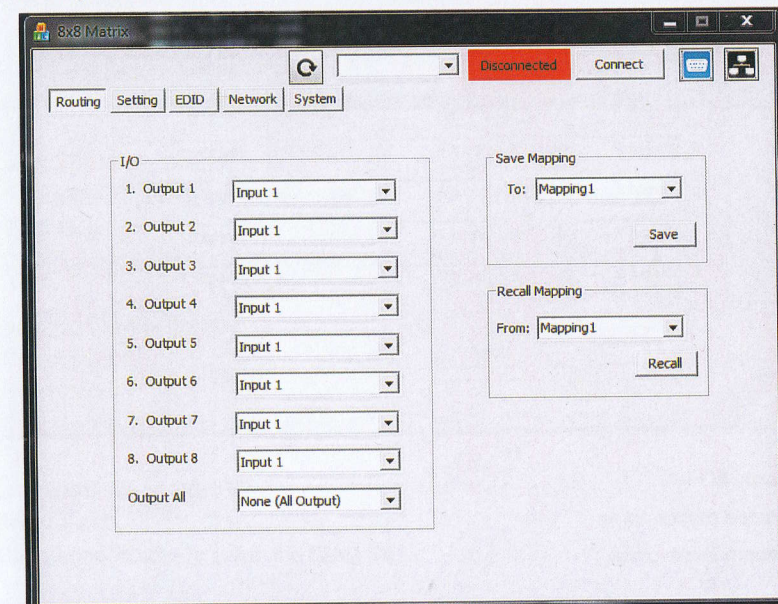 8x8 Matrix
Disconnected Connect
Routing Setting EDID Network System
I/O
1. Output 1 Input 1
2. Output 2 Input 1
3. Output 3 Input 1
4. Output 4 Input 1
5. Output 5 Input 1
6. Output 6 Input 1
7. Output 7 Input 1
8. Output 8 Input 1
Output All None (All Output)
Save Mapping
To: Mapping1
Save
Recall Mapping
From: Mapping1
Recall